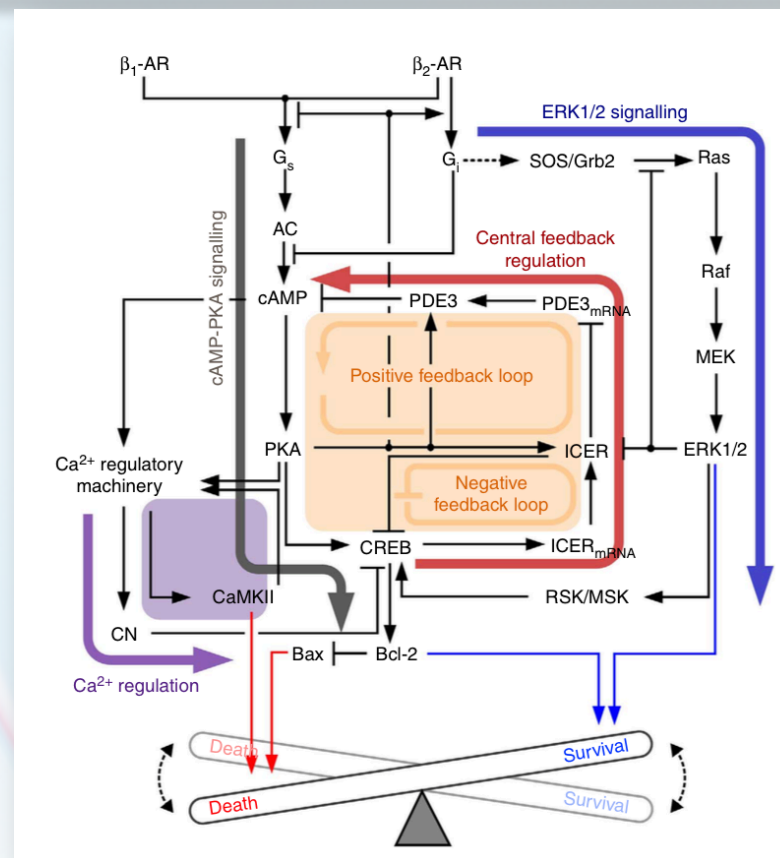 β1-AR
β2-AR
ERK1/2 signalling
Gs
Gi
SOS/Grb2
Ras
AC
Central feedback
regulation
Raf
cAMP-PKA signalling
cAMP
PDE3
PDE3mRNA
MEK
Positive feedback loop
PKA
ICER
ERK1/2
Ca2+ regulatory
machinery
Negative
feedback loop
CREB
ICERmRNA
CaMKII
RSK/MSK
CN
Bax
Bcl-2
Ca2+ regulation
Death
Survival
Death
Survival